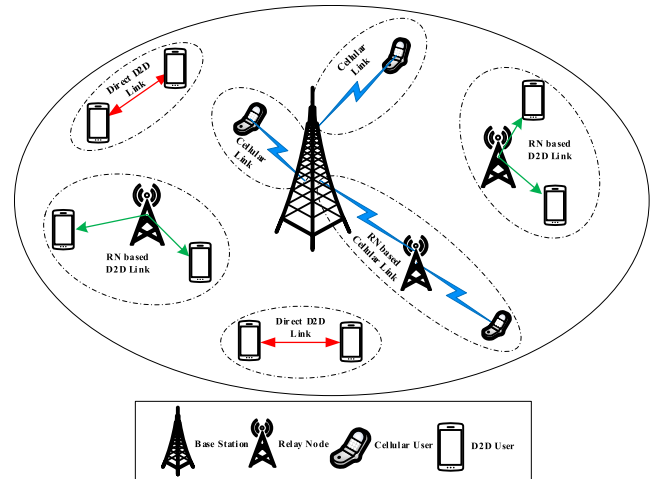 Direct D2D
Link
Cellular
Link
Cellular
Link
RN based
D2D Link
RN based
D2D Link
RN based
Cellular Link
Direct D2D
Link
Base Station
Relay Node
Cellular User
D2D User